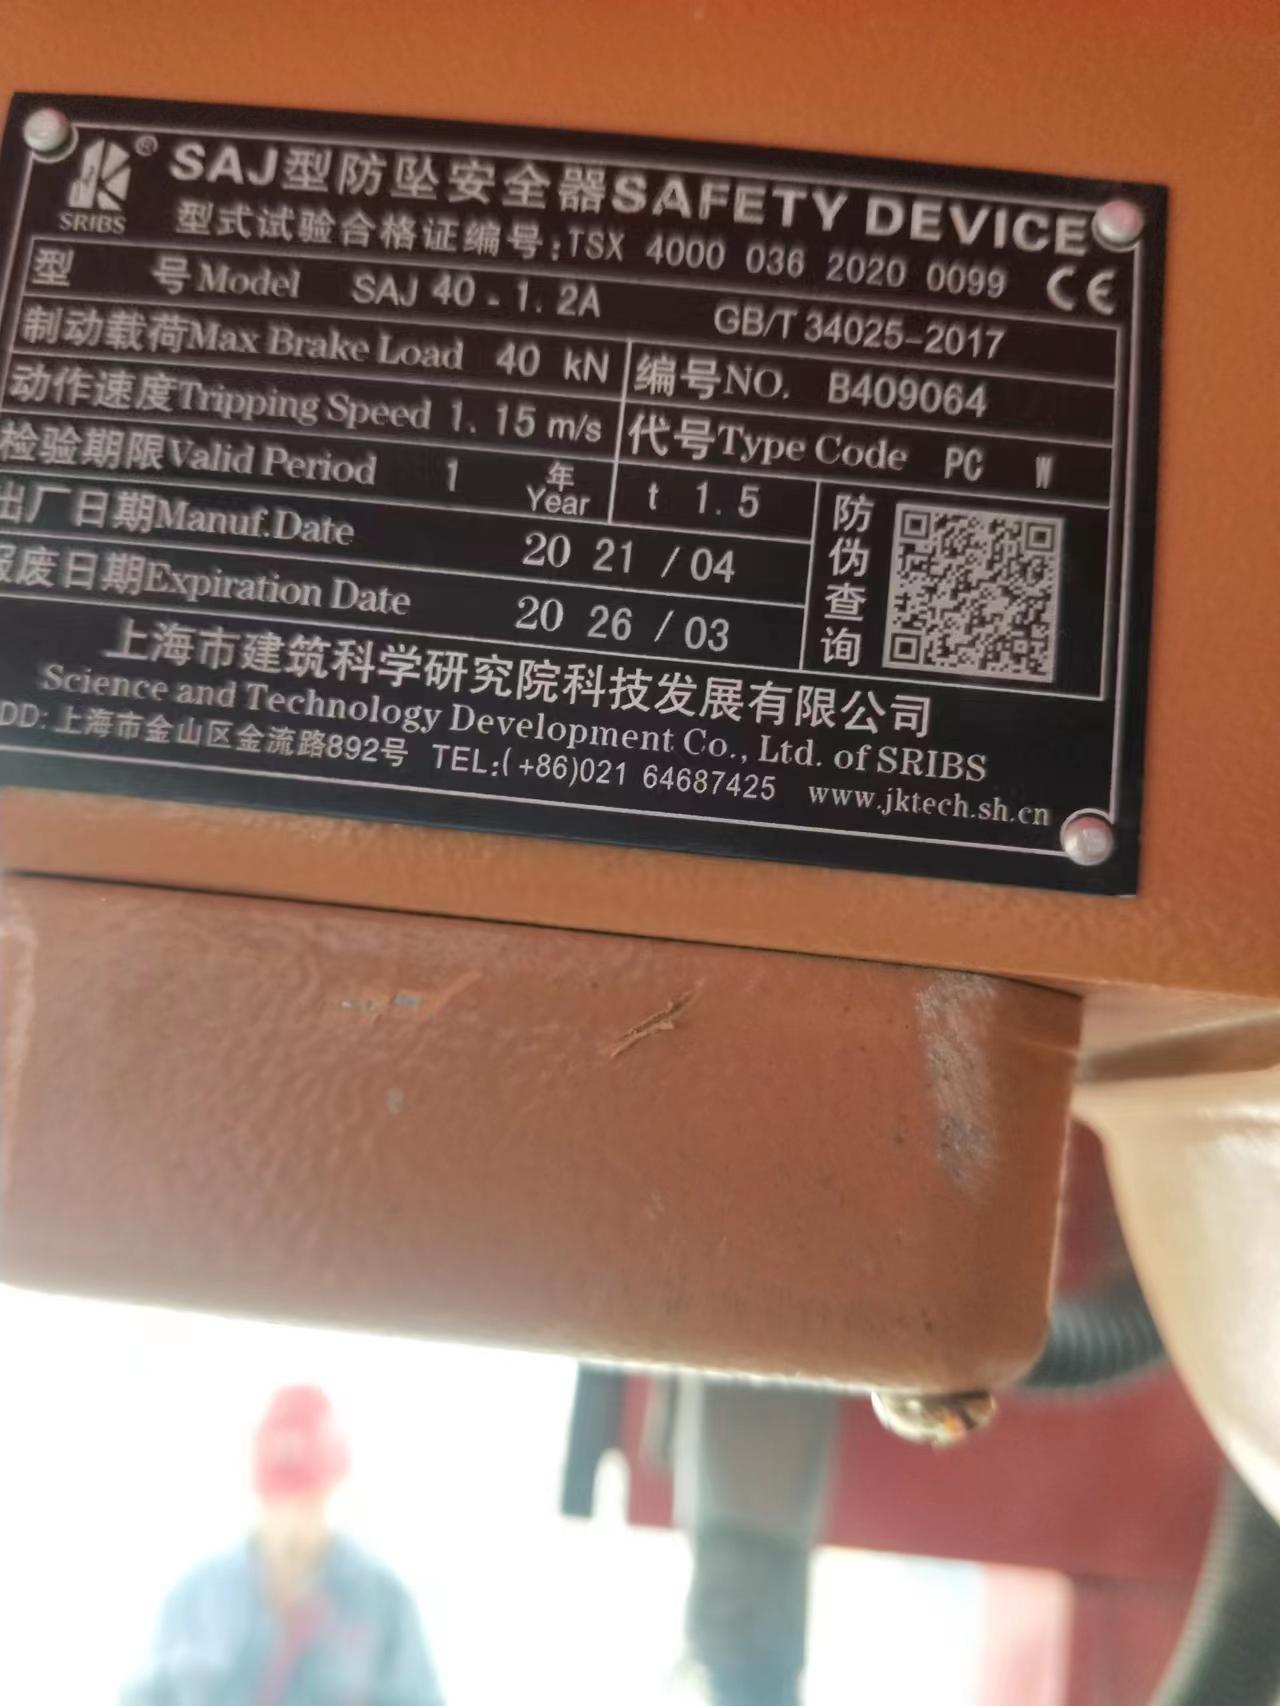 SRIBS ®
SAJ型防坠安全器SAFETY DEVICE
型式试验合格证编号:TSX 4000 036 2020 0099
CE
型 号Model SAJ 40-1.2A GB/T 34025-2017
制动载荷Max Brake Load 40 kN
编号NO. B409064
动作速度Tripping Speed 1.15 m/s
代号Type Code PC W
检验期限Valid Period 1 年 Year
t 1.5
出厂日期Manuf.Date 20 21 / 04
报废日期Expiration Date 20 26 / 03
防伪查询
上海市建筑科学研究院科技发展有限公司
Science and Technology Development Co., Ltd. of SRIBS
DD:上海市金山区金流路892号 TEL:(+86)021 64687425 www.jktech.sh.cn